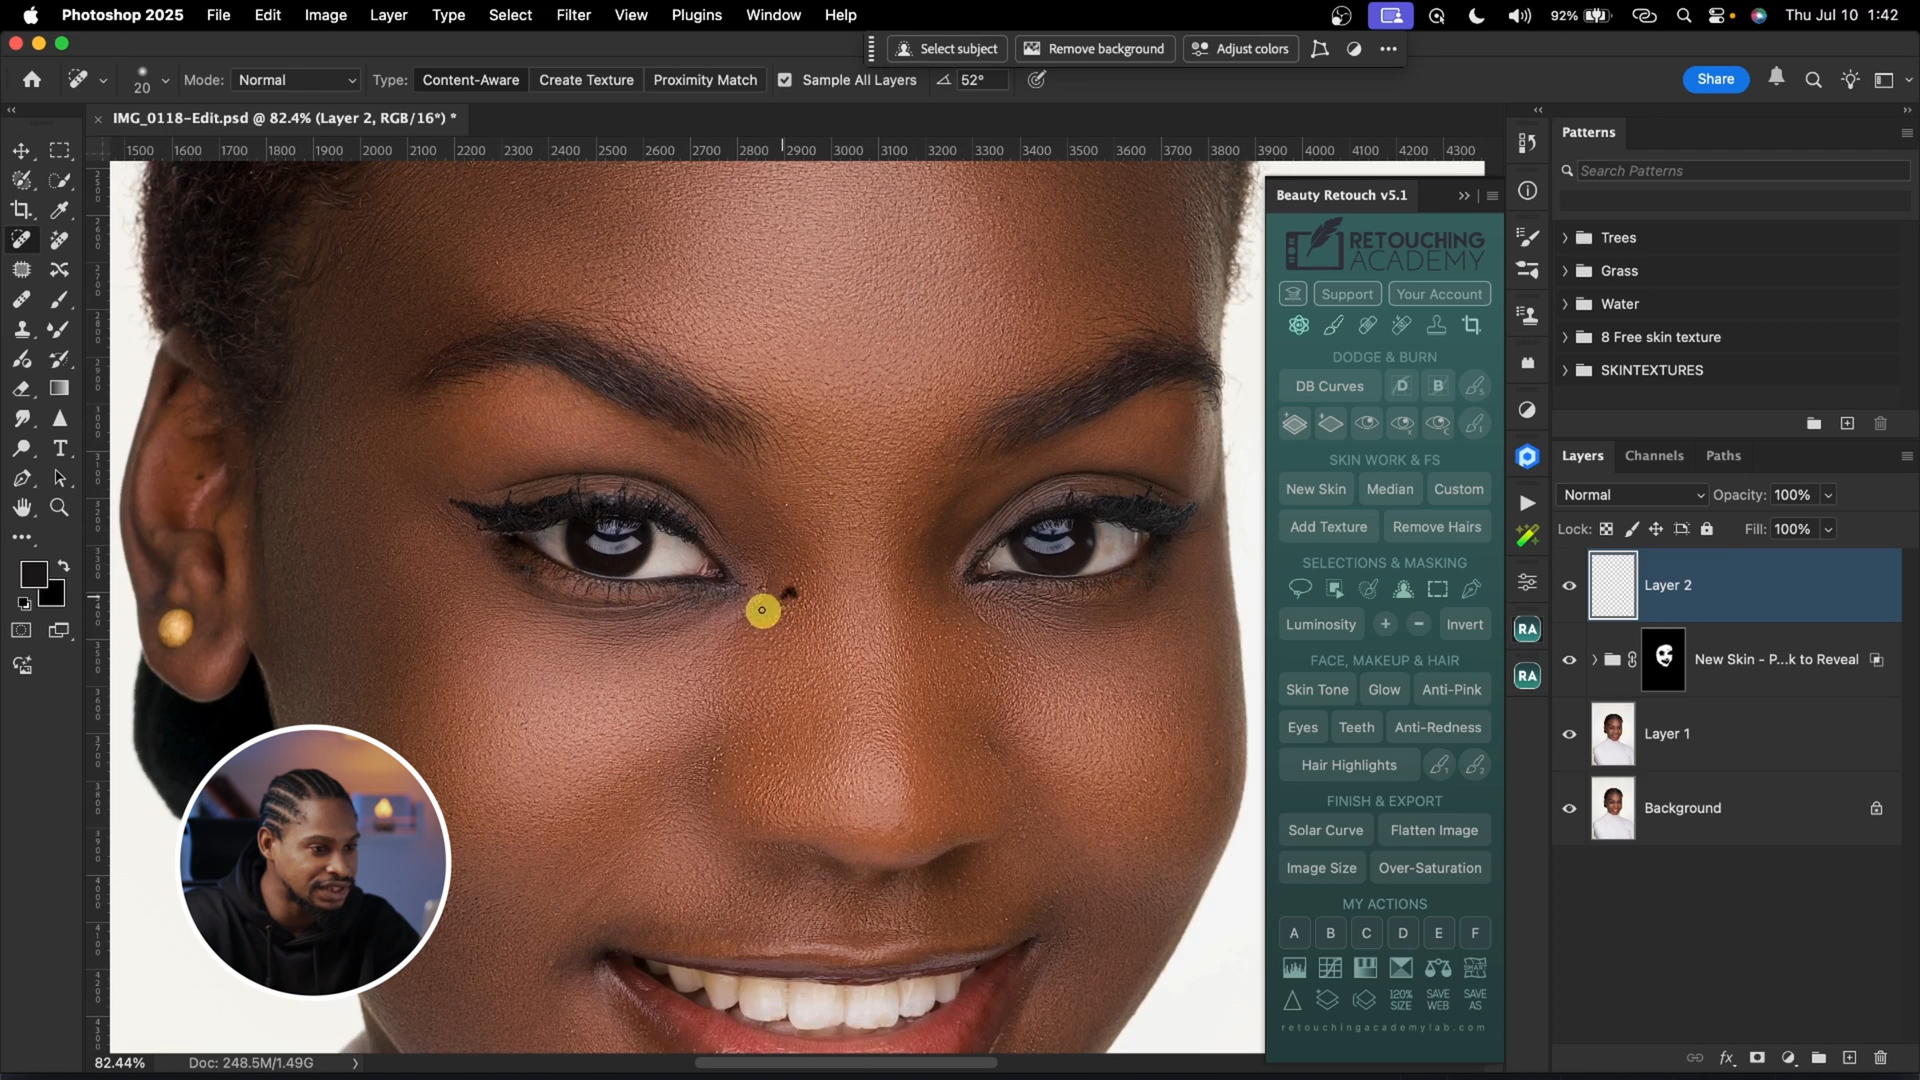 Photoshop 2025 File Edit Image Layer Type Select Filter View Plugins Window Help 92% Thu Jul 10 1:42
Select subject Remove background Adjust colors
20 Mode: Normal Type: Content-Aware Create Texture Proximity Match Sample All Layers 52° Share
IMG_0118-Edit.psd @ 82.4% (Layer 2, RGB/16*) *
1500 1600 1700 1800 1900 2000 2100 2200 2300 2400 2500 2600 2700 2800 2900 3000 3100 3200 3300 3400 3500 3600 3700 3800 3900 4000 4100 4200 4300
Beauty Retouch v5.1
RETOUCHING
ACADEMY
Support Your Account
DODGE & BURN
DB Curves D B
SKIN WORK & FS
New Skin Median Custom
Add Texture Remove Hairs
SELECTIONS & MASKING
Luminosity + − Invert
FACE, MAKEUP & HAIR
Skin Tone Glow Anti-Pink
Eyes Teeth Anti-Redness
Hair Highlights
FINISH & EXPORT
Solar Curve Flatten Image
Image Size Over-Saturation
MY ACTIONS
A B C D E F
120% SIZE SAVE WEB SAVE AS
retouchingacademylab.com
RA
RA
Patterns
Search Patterns
Trees
Grass
Water
8 Free skin texture
SKINTEXTURES
Layers Channels Paths
Normal Opacity: 100%
Lock: Fill: 100%
Layer 2
New Skin - P...k to Reveal
Layer 1
Background
fx
82.44% Doc: 248.5M/1.49G